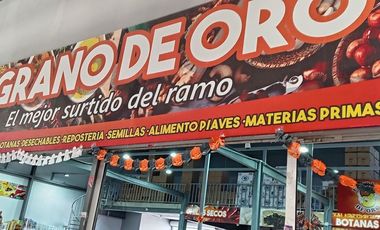 GRANO DE ORO
El mejor surtido del ramo
BOTANAS·DESECHABLES·REPOSTERIA·SEMILLAS·ALIMENTO P/AVES·MATERIAS PRIMAS
SECOS
BOTANAS